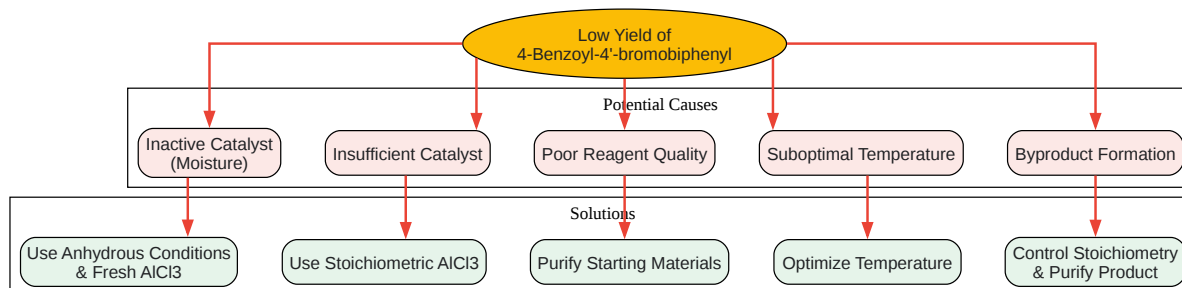 Low Yield of
4-Benzoyl-4'-bromobiphenyl
Potential Causes
Inactive Catalyst
(Moisture)
Insufficient Catalyst
Poor Reagent Quality
Suboptimal Temperature
Byproduct Formation
Solutions
Use Anhydrous Conditions
& Fresh AlCl3
Use Stoichiometric AlCl3
Purify Starting Materials
Optimize Temperature
Control Stoichiometry
& Purify Product